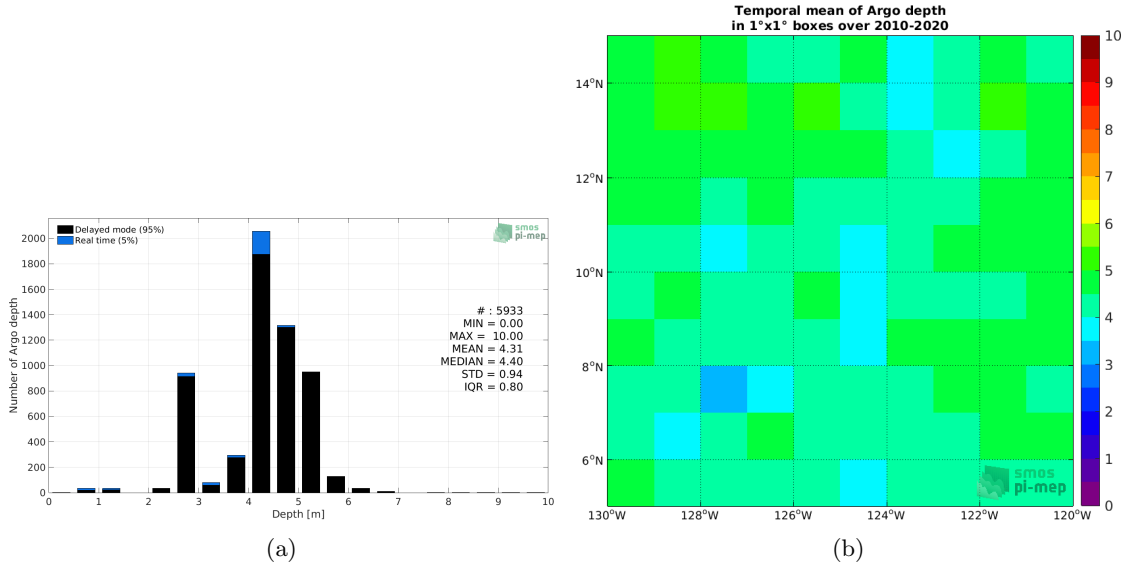 Temporal mean of Argo depth
in 1°x1° boxes over 2010-2020
Delayed mode (95%)
Real time (5%)
smos
pi-mep
# : 5933
MIN = 0.00
MAX = 10.00
MEAN = 4.31
MEDIAN = 4.40
STD = 0.94
IQR = 0.80
Number of Argo depth
2000
1800
1600
1400
1200
1000
800
600
400
200
0
0 1 2 3 4 5 6 7 8 9 10
Depth [m]
(a)
14°N
12°N
10°N
8°N
6°N
130°W 128°W 126°W 124°W 122°W 120°W
smos
pi-mep
10
9
8
7
6
5
4
3
2
1
0
(b)